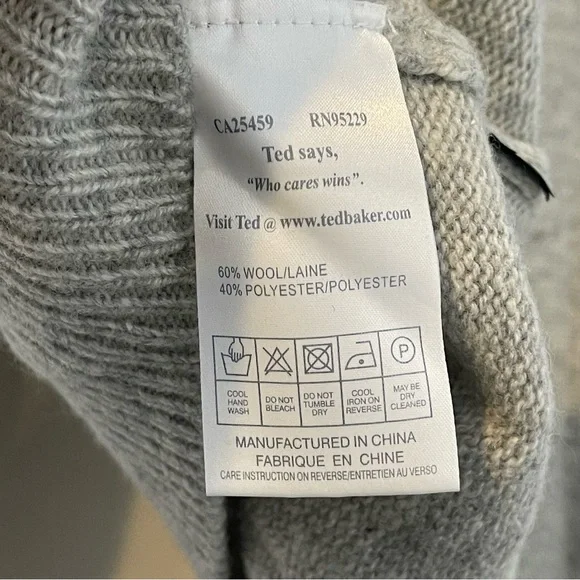 CA25459 RN95229
Ted says,
“Who cares wins”.
Visit Ted @ www.tedbaker.com
60% WOOL/LAINE
40% POLYESTER/POLYESTER
P
COOL HAND WASH
DO NOT BLEACH
DO NOT TUMBLE DRY
COOL IRON ON REVERSE
MAY BE DRY CLEANED
MANUFACTURED IN CHINA
FABRIQUE EN CHINE
CARE INSTRUCTION ON REVERSE/ENTRETIEN AU VERSO